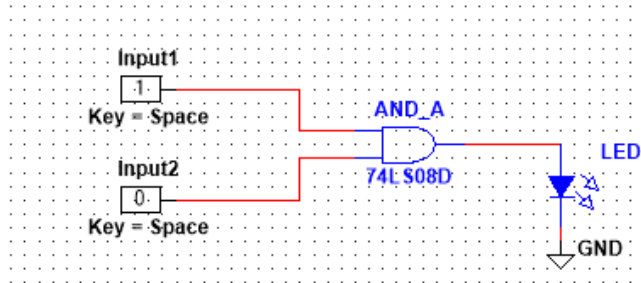 Input1
1
Key = Space
AND_A
LED
Input2
74LS08D
0
Key = Space
GND